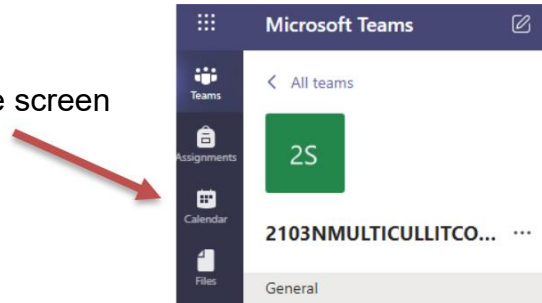 Microsoft Teams
Teams
All teams
screen
Assignments
2S
Calendar
2103NMULTICULLITCO... ...
Files
General